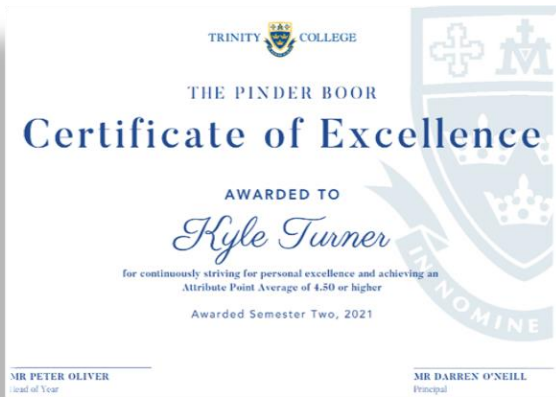 TRINITY COLLEGE
THE PINDER BOOR
Certificate of Excellence
AWARDED TO
Kyle Turner
for continuously striving for personal excellence and achieving an
Attribute Point Average of 4.50 or higher
Awarded Semester Two, 2021
IN NOMINE
MR PETER OLIVER
Head of Year
MR DARREN O'NEILL
Principal